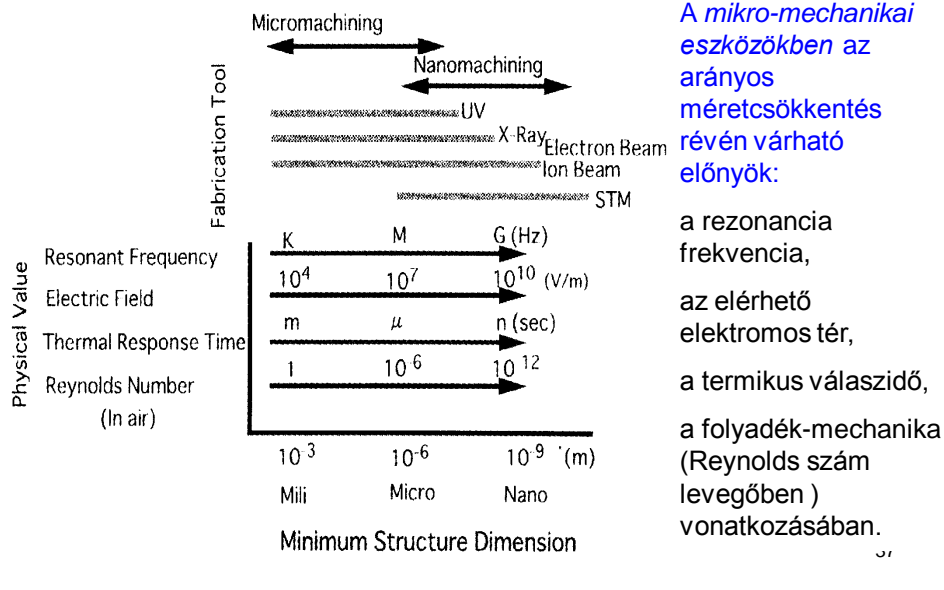 Micromachining
Nanomachining
Fabrication Tool
UV
X-Ray
Electron Beam
Ion Beam
STM
Physical Value
K M G (Hz)
Resonant Frequency
10⁴ 10⁷ 10¹⁰ (V/m)
Electric Field
m μ n (sec)
Thermal Response Time
1 10⁻⁶ 10⁻¹²
Reynolds Number
(In air)
10⁻³ 10⁻⁶ 10⁻⁹ (m)
Mili Micro Nano
Minimum Structure Dimension
A mikro-mechanikai
eszközökben az
arányos
méretcsökkentés
révén várható
előnyök:
a rezonancia
frekvencia,
az elérhető
elektromos tér,
a termikus válaszidő,
a folyadék-mechanika
(Reynolds szám
levegőben )
vonatkozásában.